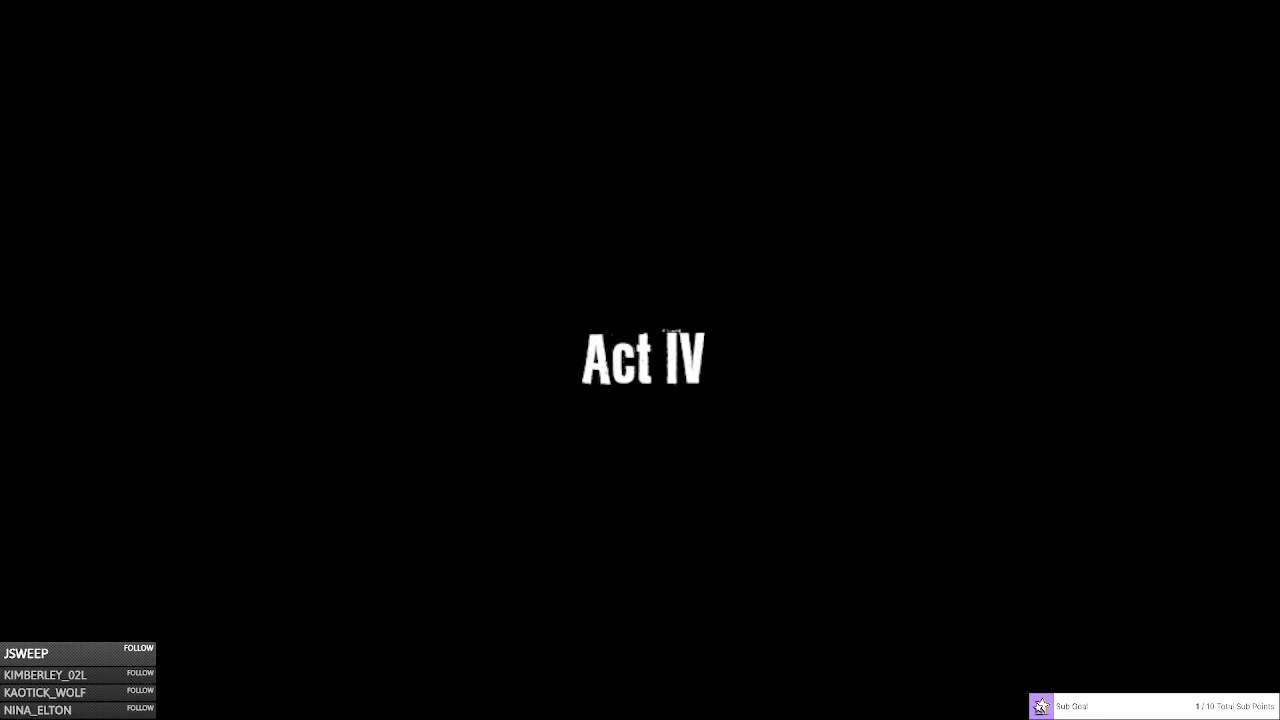 Act IV
JSWEEP FOLLOW
KIMBERLEY_02L FOLLOW
KAOTICK_WOLF FOLLOW
NINA_ELTON FOLLOW
Sub Goal 1 / 10 Total Sub Points